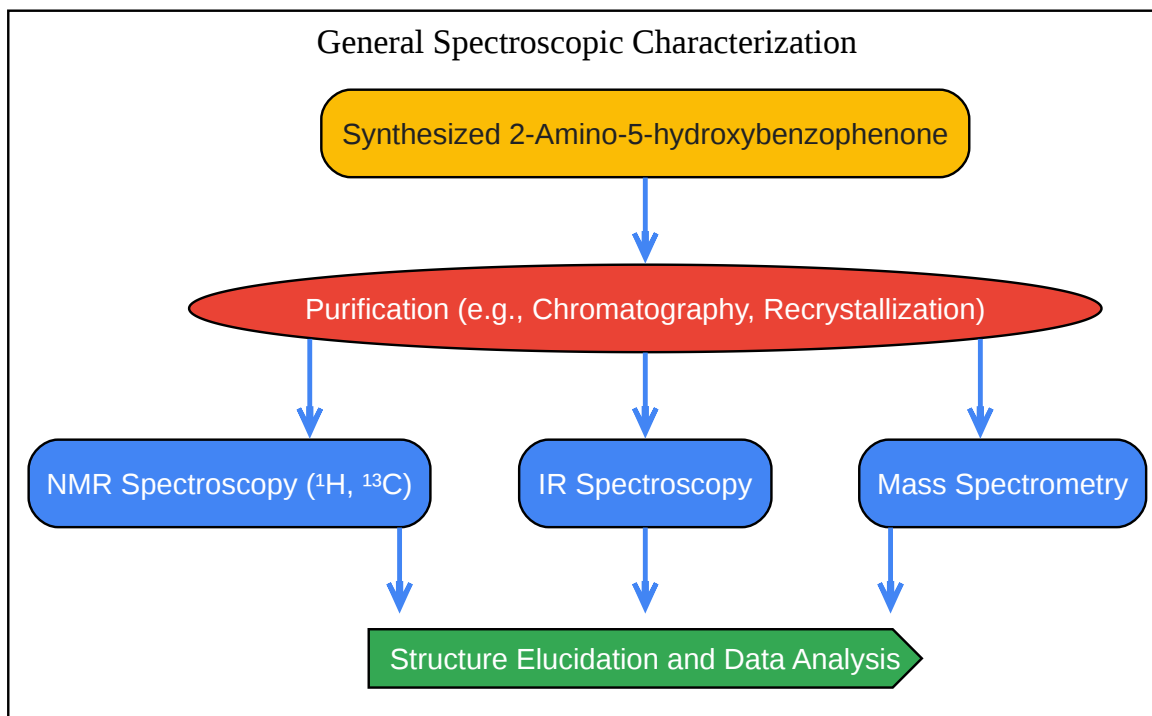 General Spectroscopic Characterization
Synthesized 2-Amino-5-hydroxybenzophenone
Purification (e.g., Chromatography, Recrystallization)
NMR Spectroscopy (¹H, ¹³C)
IR Spectroscopy
Mass Spectrometry
Structure Elucidation and Data Analysis